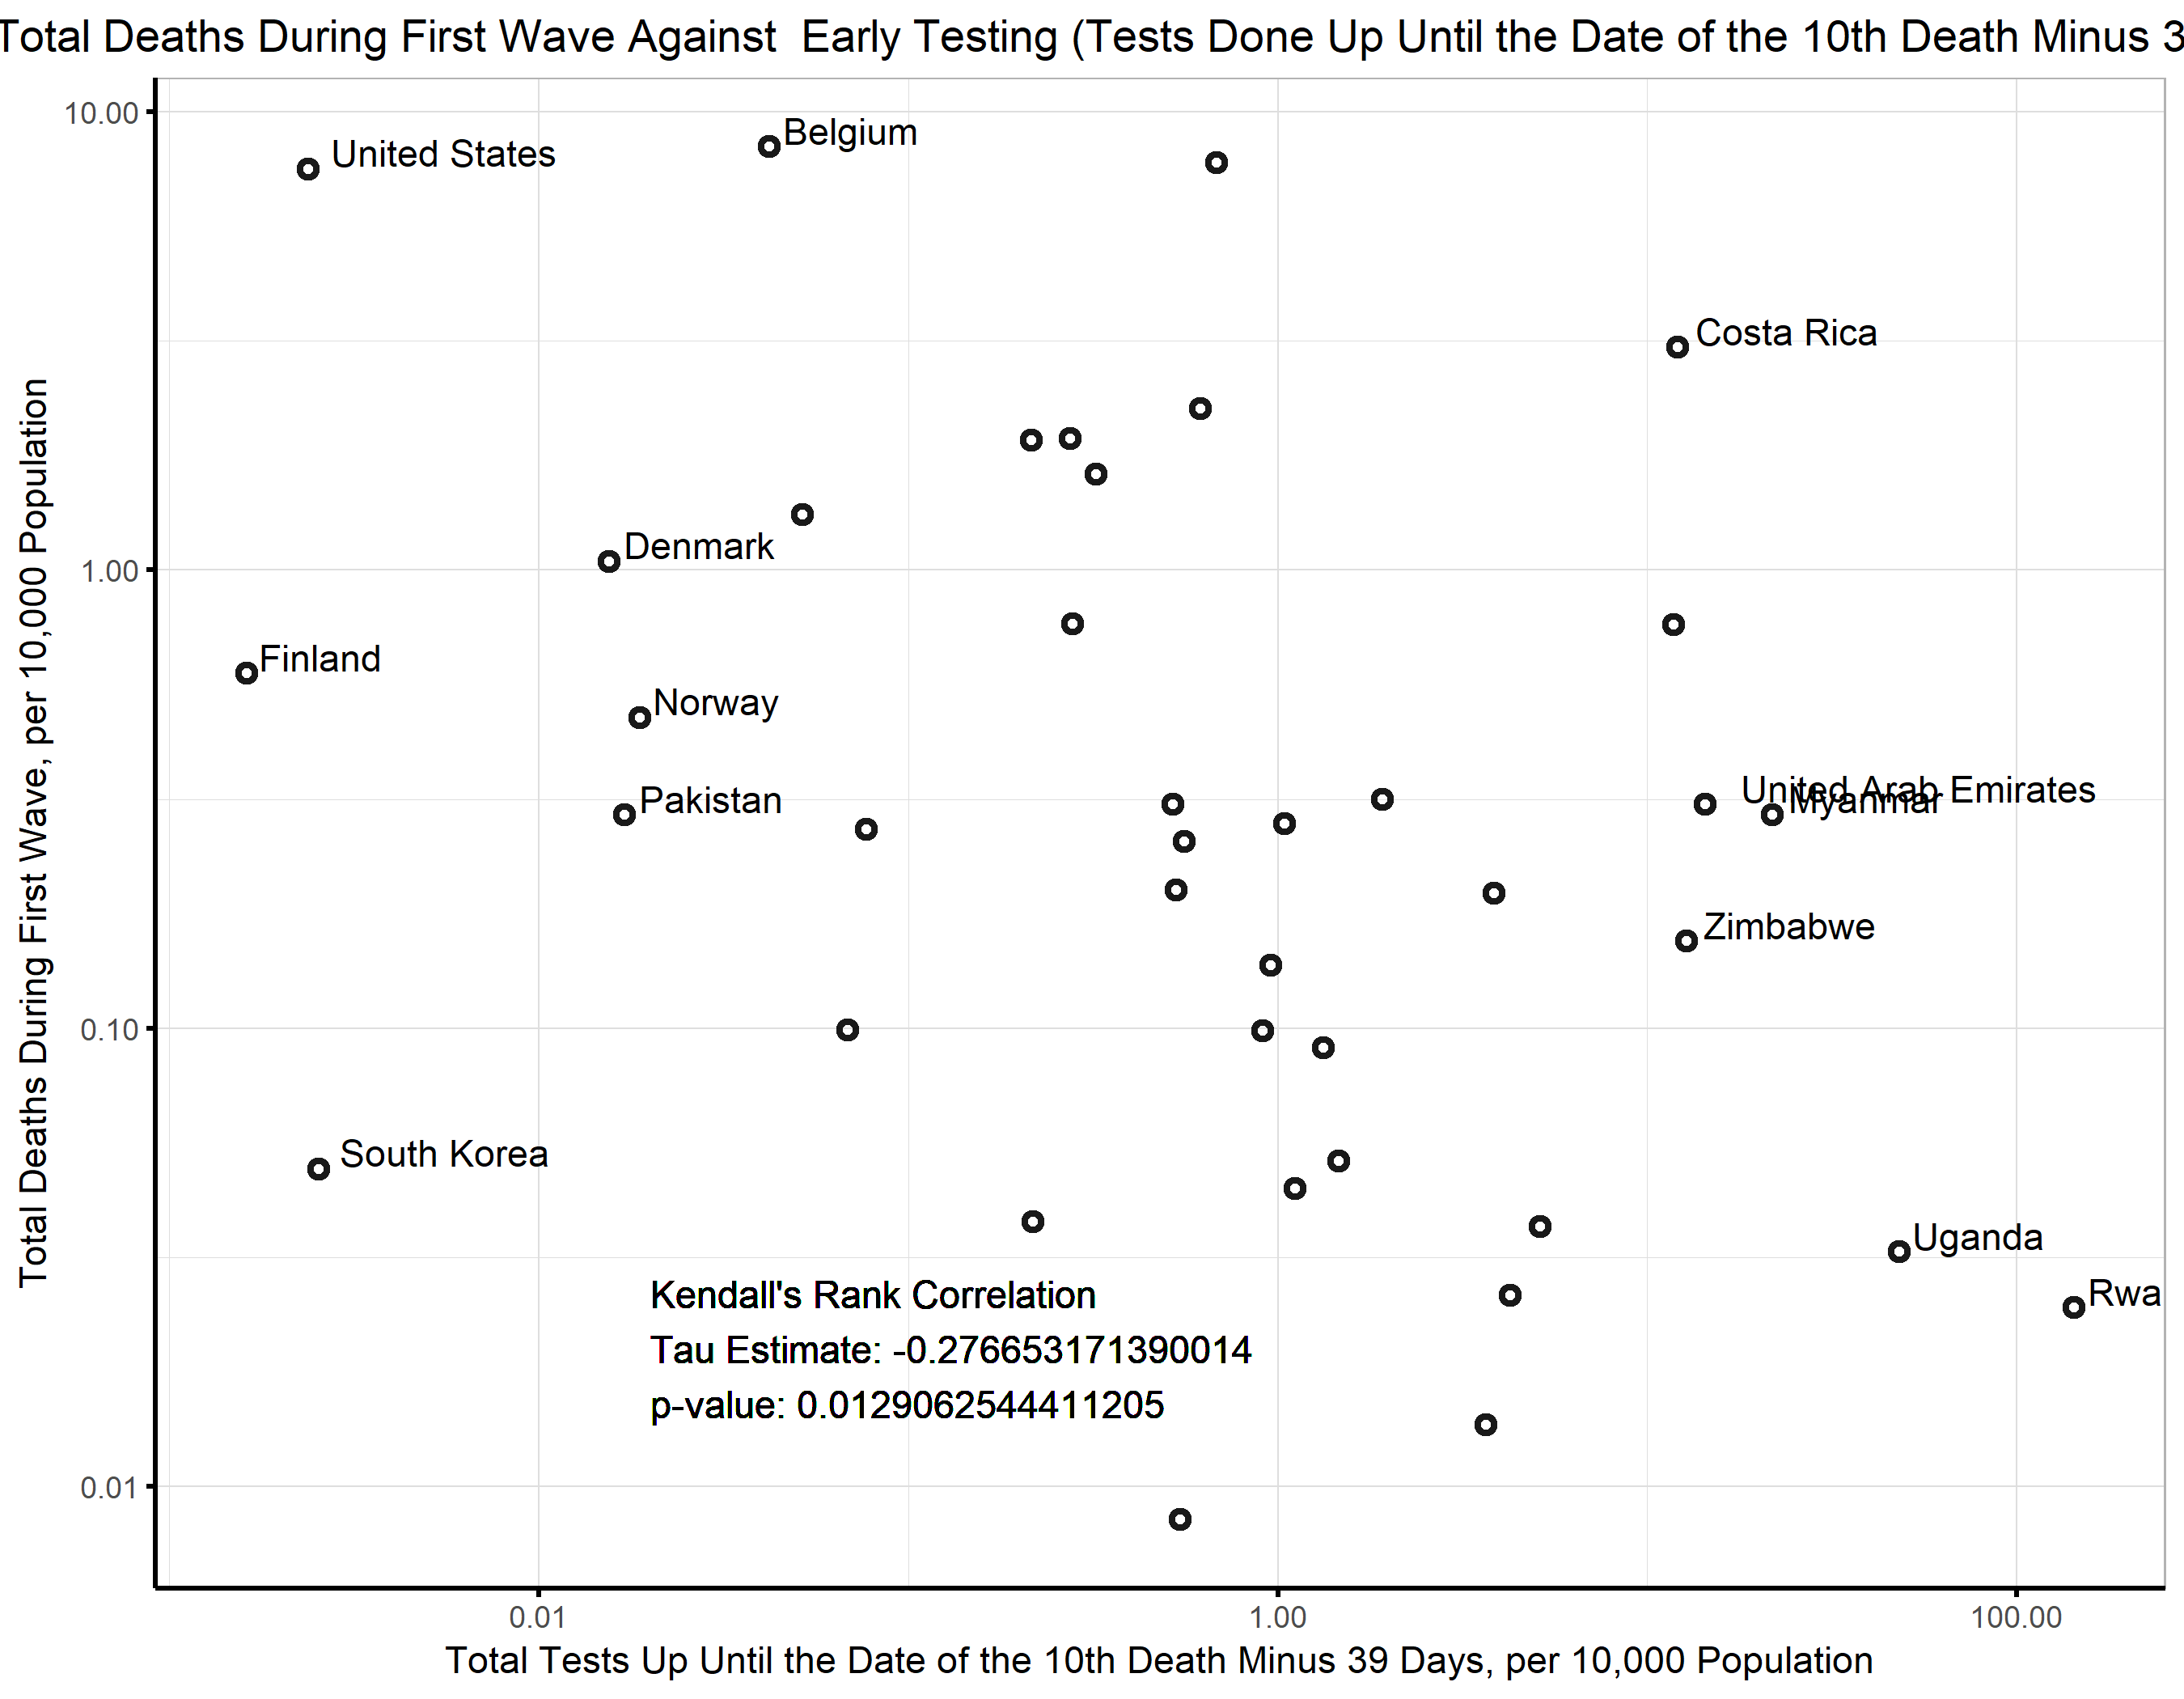 Total Deaths During First Wave Against  Early Testing (Tests Done Up Until the Date of the 10th Death Minus 3
10.00
1.00
0.10
0.01
Total Deaths During First Wave, per 10,000 Population
United States
Belgium
Costa Rica
Denmark
Finland
Norway
Pakistan
United Arab Emirates
Myanmar
Zimbabwe
South Korea
Uganda
Rwa
Kendall's Rank Correlation
Tau Estimate: -0.276653171390014
p-value: 0.0129062544411205
0.01
1.00
100.00
Total Tests Up Until the Date of the 10th Death Minus 39 Days, per 10,000 Population